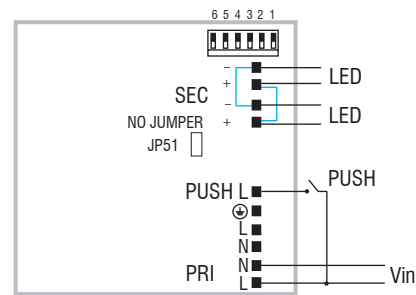 6 5 4 3 2 1
−
LED
+
SEC
−
LED
NO JUMPER +
JP51
PUSH
PUSH L
L
N
N
PRI
Vin
L